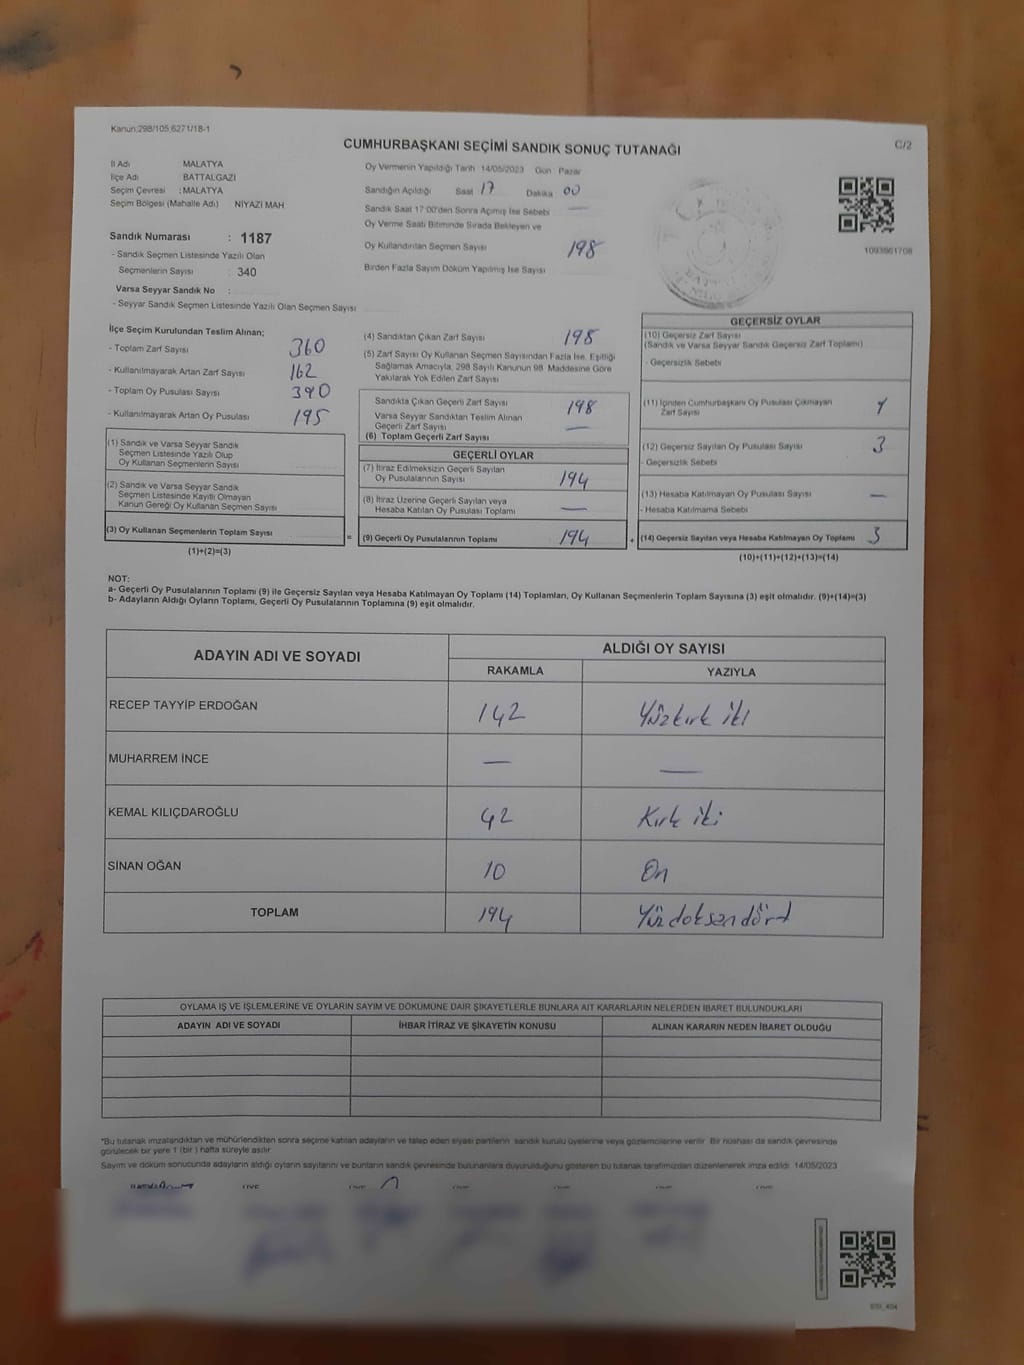 Kanun:298/105,6271/18-1
C/2
CUMHURBAŞKANI SEÇİMİ SANDIK SONUÇ TUTANAĞI
İl Adı MALATYA
İlçe Adı BATTALGAZİ
Seçim Çevresi :MALATYA
Seçim Bölgesi (Mahalle Adı) NİYAZİ MAH
Sandık Numarası : 1187
- Sandık Seçmen Listesinde Yazılı Olan
Seçmenlerin Sayısı : 340
Varsa Seyyar Sandık No :
- Seyyar Sandık Seçmen Listesinde Yazılı Olan Seçmen Sayısı
Oy Vermenin Yapıldığı Tarih 14/05/2023 Gün Pazar
Sandığın Açıldığı Saat 17 Dakika 00
Sandık Saat 17:00'den Sonra Açılmış İse Sebebi —
Oy Verme Saati Bitiminde Sırada Bekleyen ve
Oy Kullandırılan Seçmen Sayısı 198
Birden Fazla Sayım Döküm Yapılmış İse Sayısı
1093861708
İlçe Seçim Kurulundan Teslim Alınan;
- Toplam Zarf Sayısı 360
- Kullanılmayarak Artan Zarf Sayısı 162
- Toplam Oy Pusulası Sayısı 390
- Kullanılmayarak Artan Oy Pusulası 195
(1) Sandık ve Varsa Seyyar Sandık
Seçmen Listesinde Yazılı Olup
Oy Kullanan Seçmenlerin Sayısı
(2) Sandık ve Varsa Seyyar Sandık
Seçmen Listesinde Kayıtlı Olmayan
Kanun Gereği Oy Kullanan Seçmen Sayısı
(3) Oy Kullanan Seçmenlerin Toplam Sayısı =
(1)+(2)=(3)
(4) Sandıktan Çıkan Zarf Sayısı 198
(5) Zarf Sayısı Oy Kullanan Seçmen Sayısından Fazla İse, Eşitliği
Sağlamak Amacıyla, 298 Sayılı Kanunun 98. Maddesine Göre
Yakılarak Yok Edilen Zarf Sayısı
Sandıkta Çıkan Geçerli Zarf Sayısı 198
Varsa Seyyar Sandıktan Teslim Alınan
Geçerli Zarf Sayısı —
(6) Toplam Geçerli Zarf Sayısı
GEÇERLİ OYLAR
(7) İtiraz Edilmeksizin Geçerli Sayılan
Oy Pusulalarının Sayısı 194
(8) İtiraz Üzerine Geçerli Sayılan veya
Hesaba Katılan Oy Pusulası Toplamı —
(9) Geçerli Oy Pusulalarının Toplamı 194 +
GEÇERSİZ OYLAR
(10) Geçersiz Zarf Sayısı
(Sandık ve Varsa Seyyar Sandık Geçersiz Zarf Toplamı)
- Geçersizlik Sebebi
(11) İçinden Cumhurbaşkanı Oy Pusulası Çıkmayan
Zarf Sayısı 1
(12) Geçersiz Sayılan Oy Pusulası Sayısı 3
- Geçersizlik Sebebi
(13) Hesaba Katılmayan Oy Pusulası Sayısı —
- Hesaba Katılmama Sebebi
(14) Geçersiz Sayılan veya Hesaba Katılmayan Oy Toplamı 3
(10)+(11)+(12)+(13)=(14)
NOT:
a- Geçerli Oy Pusulalarının Toplamı (9) ile Geçersiz Sayılan veya Hesaba Katılmayan Oy Toplamı (14) Toplamları, Oy Kullanan Seçmenlerin Toplam Sayısına (3) eşit olmalıdır. (9)+(14)=(3)
b- Adayların Aldığı Oyların Toplamı, Geçerli Oy Pusulalarının Toplamına (9) eşit olmalıdır.
ADAYIN ADI VE SOYADI ALDIĞI OY SAYISI
RAKAMLA YAZIYLA
RECEP TAYYİP ERDOĞAN 142 Yüzkırk iki
MUHARREM İNCE — —
KEMAL KILIÇDAROĞLU 42 Kırk iki
SİNAN OĞAN 10 On
TOPLAM 194 Yüzdoksandört
OYLAMA İŞ VE İŞLEMLERİNE VE OYLARIN SAYIM VE DÖKÜMÜNE DAİR ŞİKAYETLERLE BUNLARA AİT KARARLARIN NELERDEN İBARET BULUNDUKLARI
ADAYIN ADI VE SOYADI İHBAR İTİRAZ VE ŞİKAYETİN KONUSU ALINAN KARARIN NEDEN İBARET OLDUĞU
*Bu tutanak imzalandıktan ve mühürlendikten sonra seçime katılan adayların ve talep eden siyasi partilerin sandık kurulu üyelerine veya gözlemcilerine verilir. Bir nüshası da sandık çevresinde
görülecek bir yere 1 (bir) hafta süreyle asılır.
Sayım ve döküm sonucunda adayların aldığı oyların sayılarını ve bunların sandık çevresinde bulunanlara duyurulduğunu gösteren bu tutanak tarafımızdan düzenlenerek imza edildi. 14/05/2023